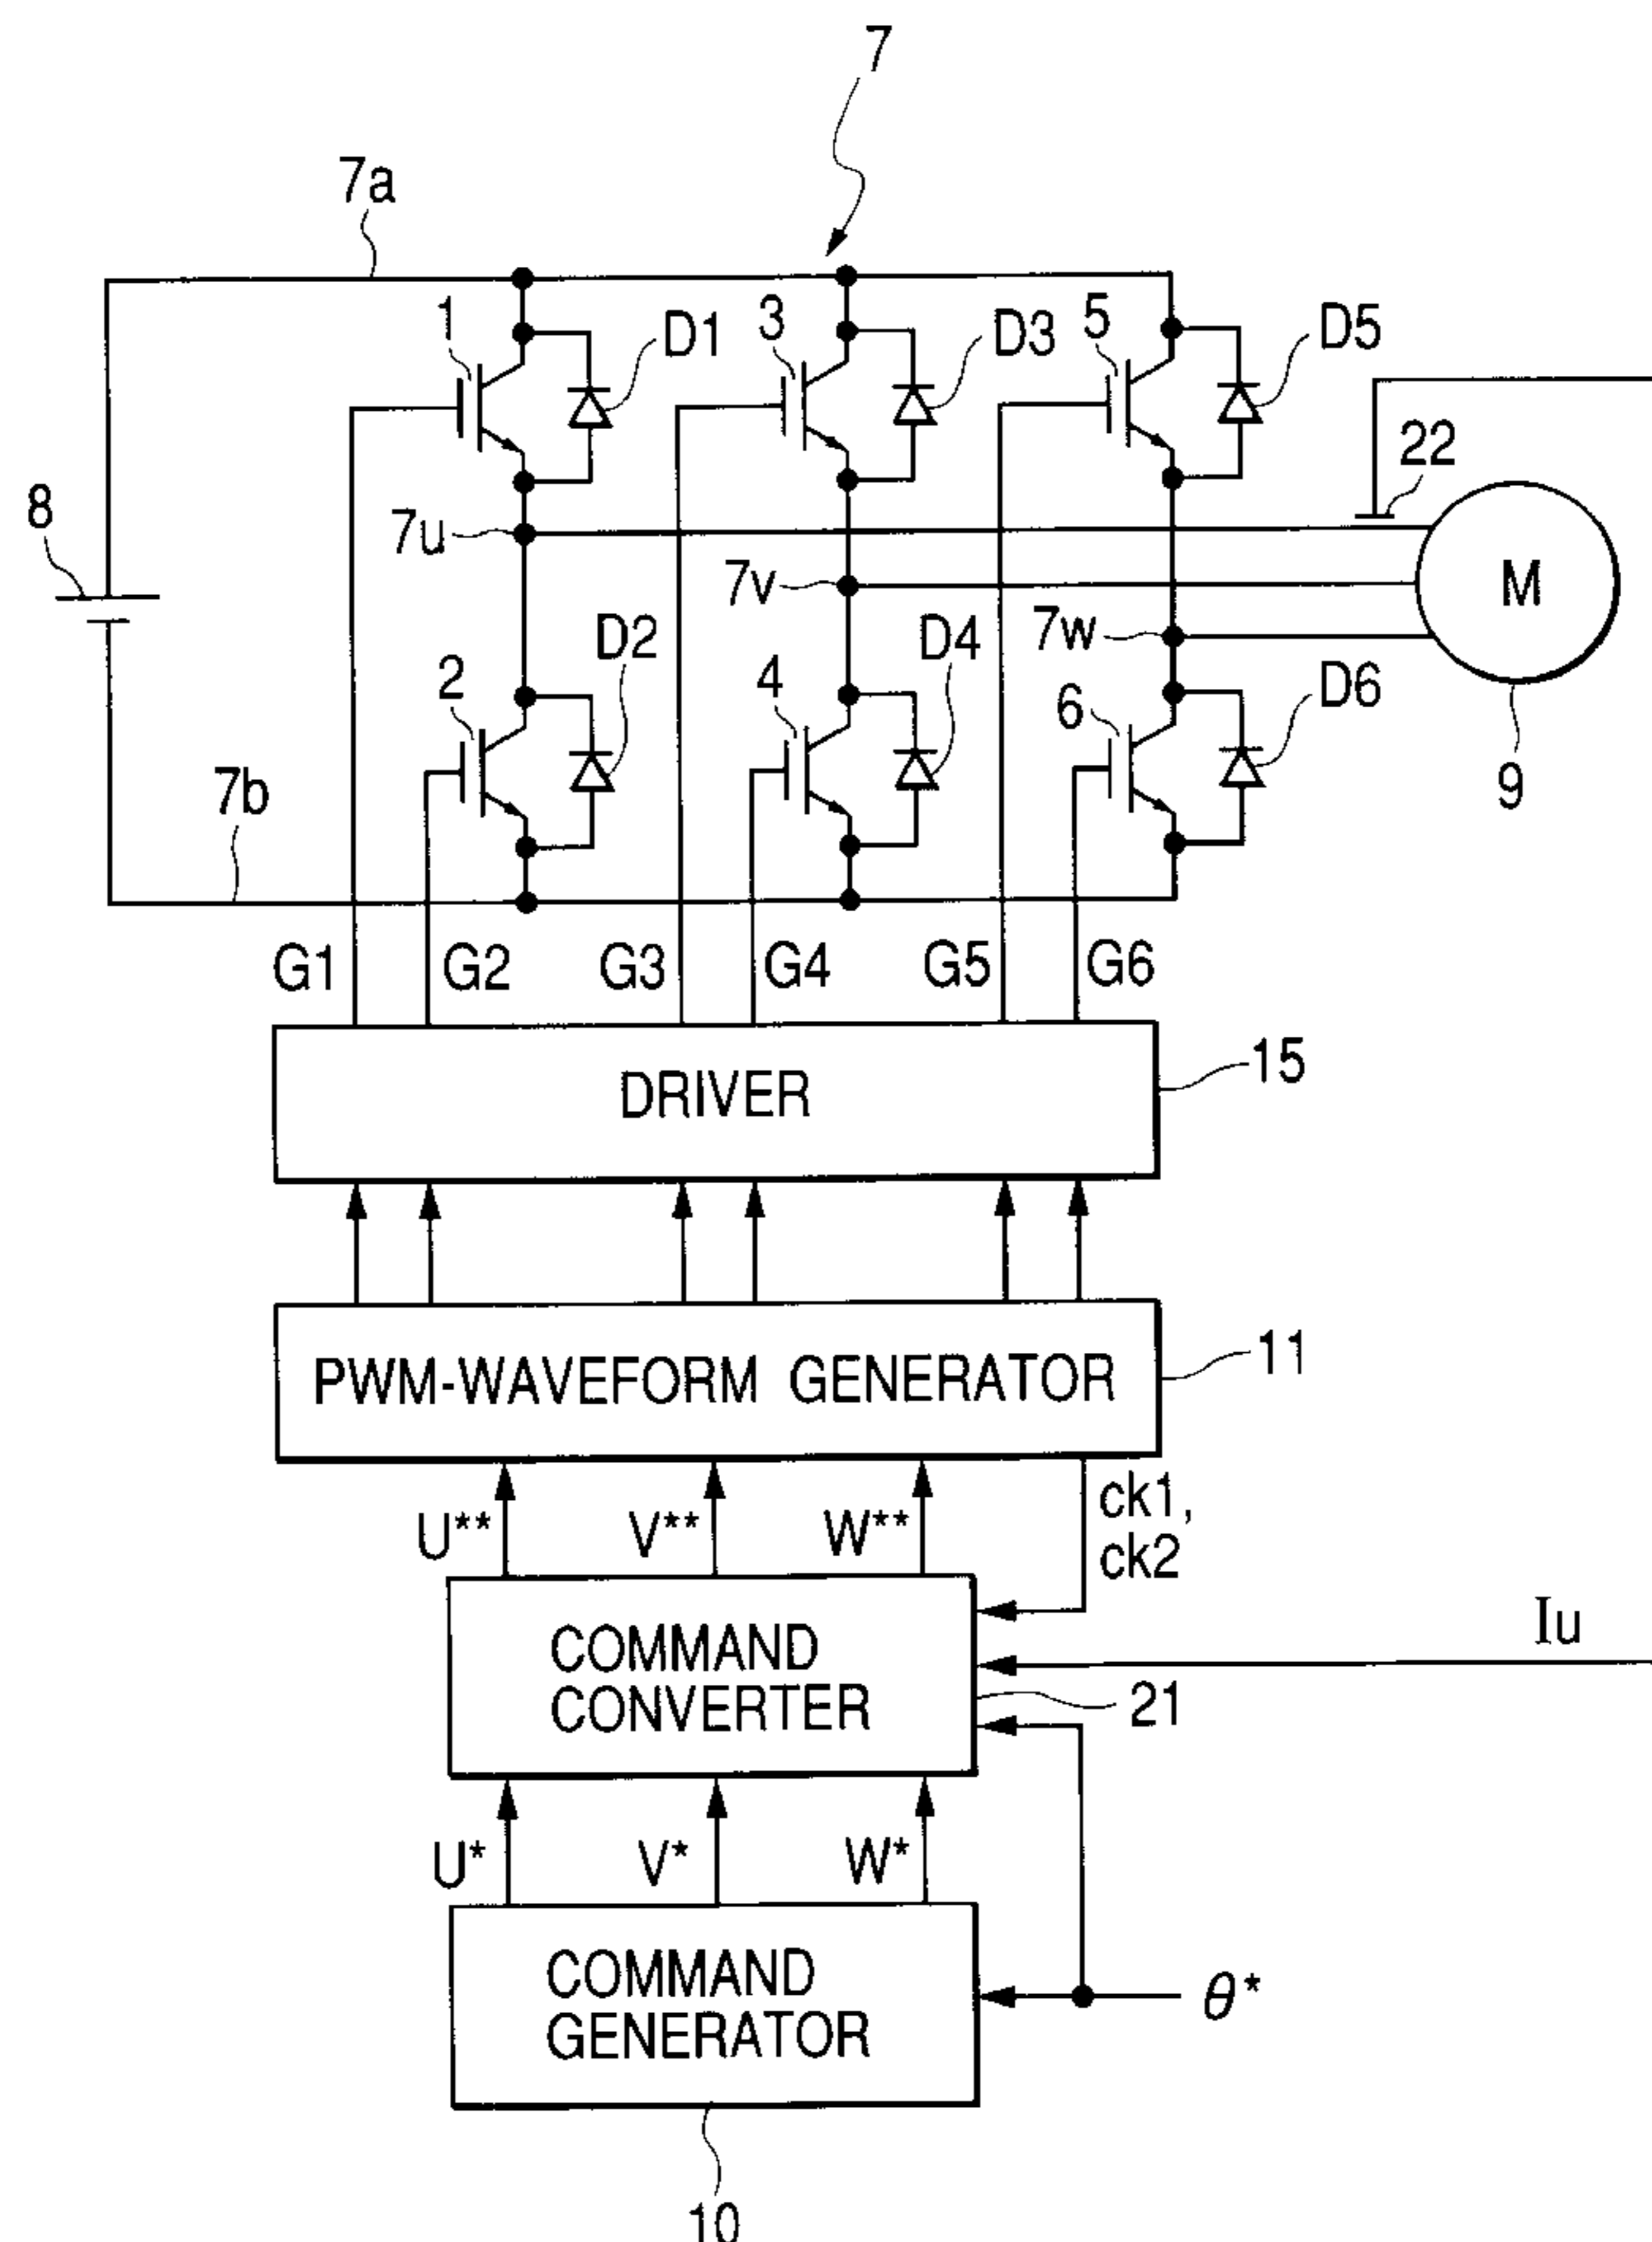 7
7a
1
D1
3
D3
5
D5
22
8
7u
7v
M
7w
D2
D4
2
4
6
D6
9
7b
G1
G2
G3
G4
G5
G6
DRIVER
15
PWM-WAVEFORM GENERATOR
11
U**
V**
W**
ck1,
ck2
COMMAND
CONVERTER
Iu
21
U*
V*
W*
COMMAND
GENERATOR
θ*
10